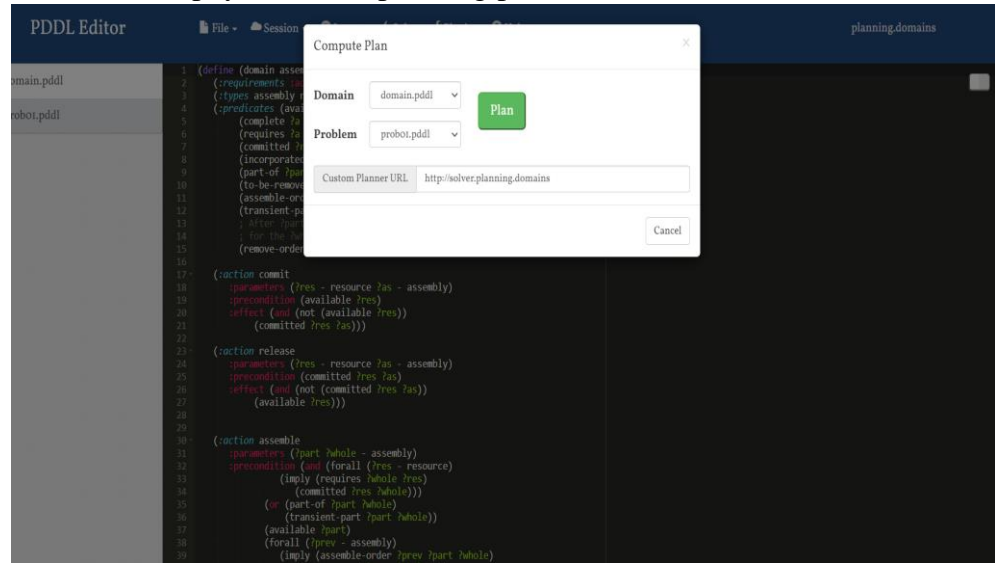 PDDL Editor
File
Session
planning.domains
omain.pddl
rob01.pddl
Compute Plan
x
Domain
domain.pddl
Plan
Problem
prob01.pddl
Custom Planner URL
http://solver.planning.domains
Cancel
1 (define (domain assem
2 (:requirements :a
3 (:types assembly r
4 (:predicates (avai
5 (complete ?a
6 (requires ?a
7 (committed ?r
8 (incorporated
9 (part-of ?par
10 (to-be-remove
11 (assemble-ord
12 (transient-pa
13 ; After ?part
14 ; for the ?wh
15 (remove-order
16
17 (:action commit
18 :parameters (?res - resource ?as - assembly)
19 :precondition (available ?res)
20 :effect (and (not (available ?res))
21 (committed ?res ?as)))
22
23 (:action release
24 :parameters (?res - resource ?as - assembly)
25 :precondition (committed ?res ?as)
26 :effect (and (not (committed ?res ?as))
27 (available ?res)))
28
29
30 (:action assemble
31 :parameters (?part ?whole - assembly)
32 :precondition (and (forall (?res - resource)
33 (imply (requires ?whole ?res)
34 (committed ?res ?whole)))
35 (or (part-of ?part ?whole)
36 (transient-part ?part ?whole))
37 (available ?part)
38 (forall (?prev - assembly)
39 (imply (assemble-order ?prev ?part ?whole)